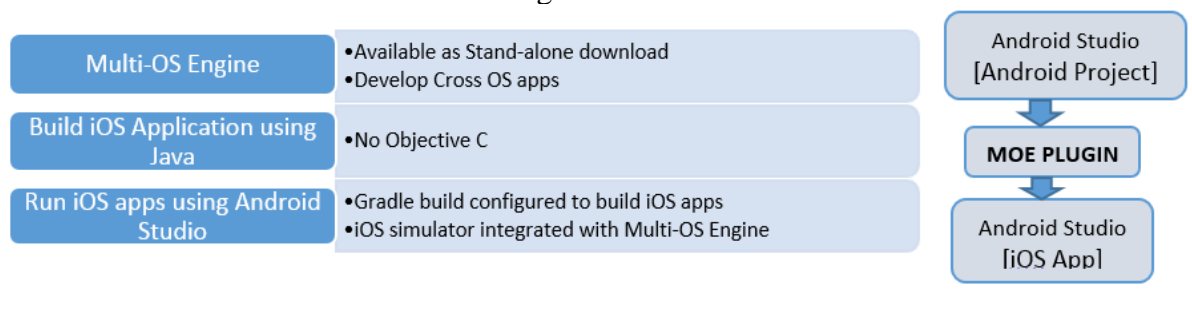 Multi-OS Engine
•Available as Stand-alone download
•Develop Cross OS apps
Build iOS Application using
Java
•No Objective C
Run iOS apps using Android
Studio
•Gradle build configured to build iOS apps
•iOS simulator integrated with Multi-OS Engine
Android Studio
[Android Project]
MOE PLUGIN
Android Studio
[iOS App]